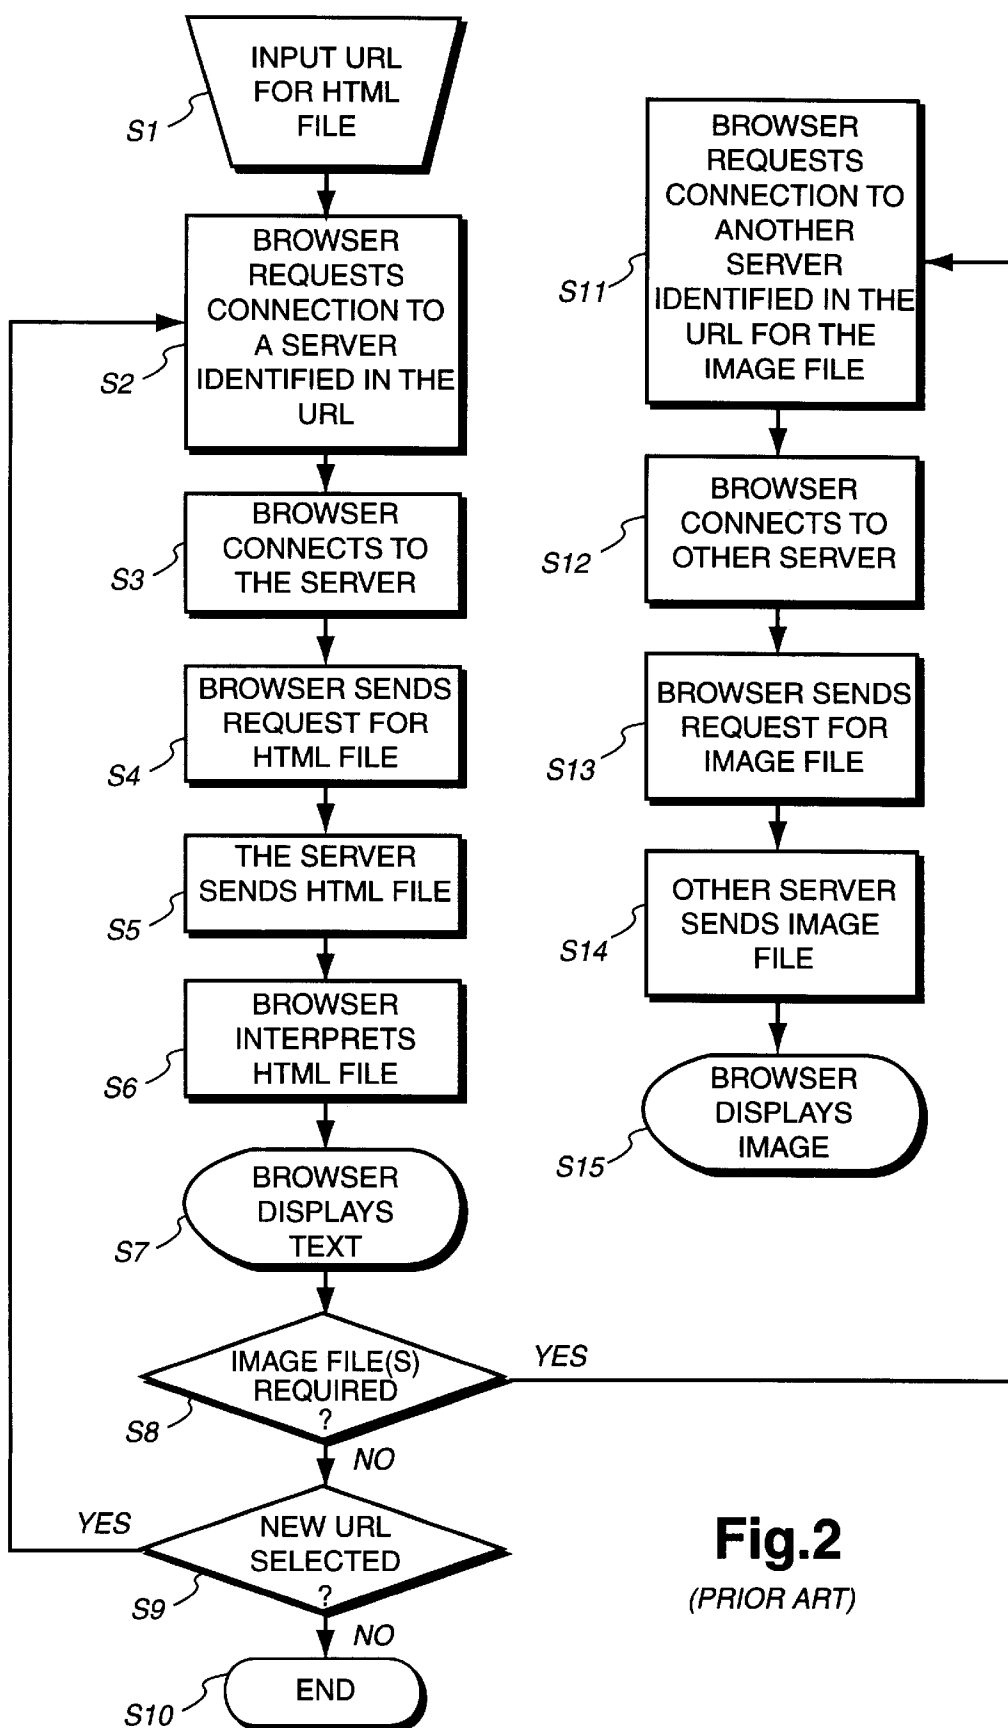 INPUT URL
FOR HTML
FILE
S1
BROWSER
REQUESTS
CONNECTION TO
A SERVER
IDENTIFIED IN THE
URL
S2
BROWSER
CONNECTS TO
THE SERVER
S3
BROWSER SENDS
REQUEST FOR
HTML FILE
S4
THE SERVER
SENDS HTML FILE
S5
BROWSER
INTERPRETS
HTML FILE
S6
BROWSER
DISPLAYS
TEXT
S7
IMAGE FILE(S)
REQUIRED
?
S8
YES
NO
NEW URL
SELECTED
?
S9
YES
NO
END
S10
BROWSER
REQUESTS
CONNECTION TO
ANOTHER
SERVER
IDENTIFIED IN THE
URL FOR THE
IMAGE FILE
S11
BROWSER
CONNECTS TO
OTHER SERVER
S12
BROWSER SENDS
REQUEST FOR
IMAGE FILE
S13
OTHER SERVER
SENDS IMAGE
FILE
S14
BROWSER
DISPLAYS
IMAGE
S15
Fig.2
(PRIOR ART)